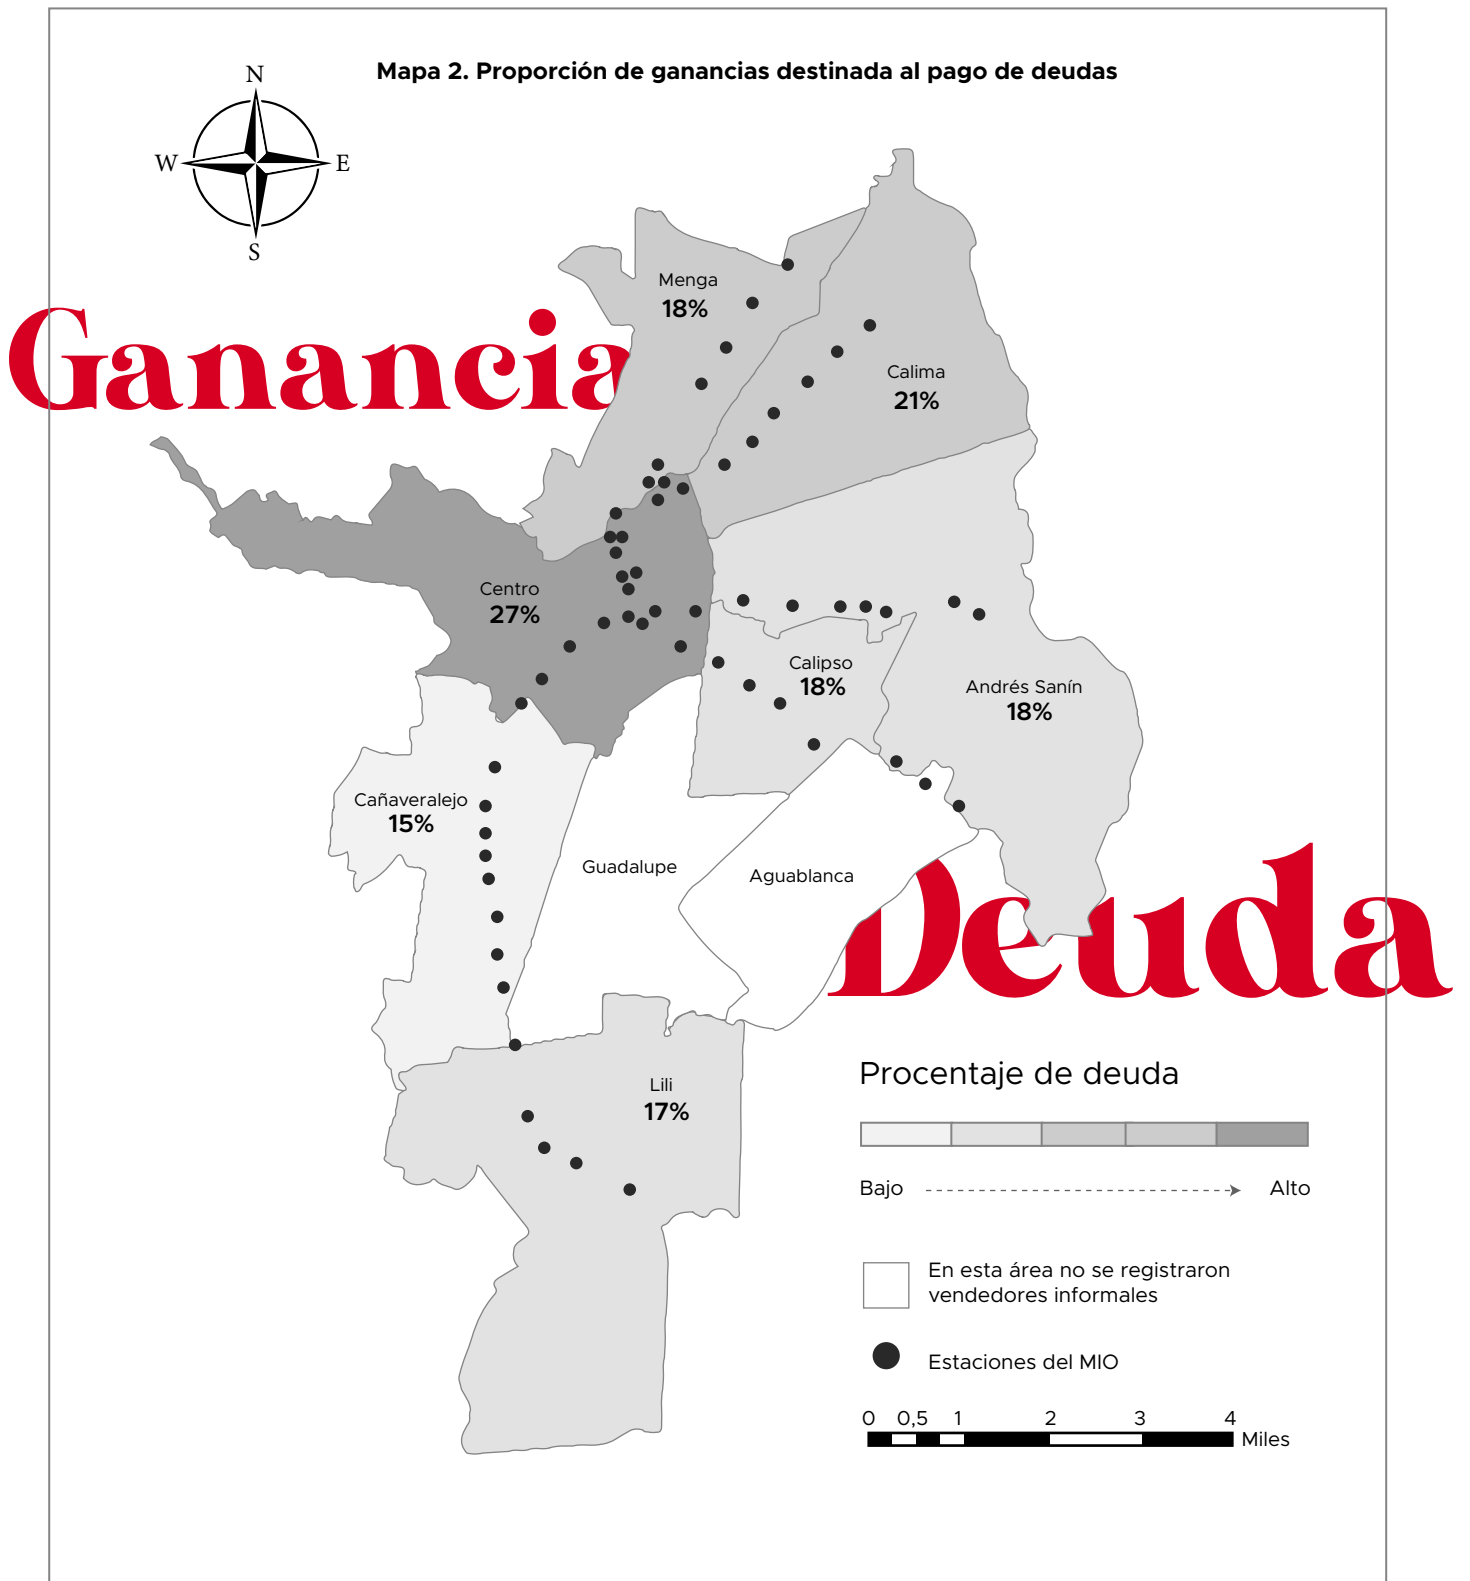 Mapa 2. Proporción de ganancias destinada al pago de deudas
N
W
E
S
Ganancia
Menga
18%
Calima
21%
Centro
27%
Calipso
18%
Andrés Sanín
18%
Cañaveralejo
15%
Guadalupe
Aguablanca
Deuda
Lili
17%
Procentaje de deuda
Bajo
Alto
En esta área no se registraron
vendedores informales
Estaciones del MIO
0 0,5 1 2 3 4
Miles